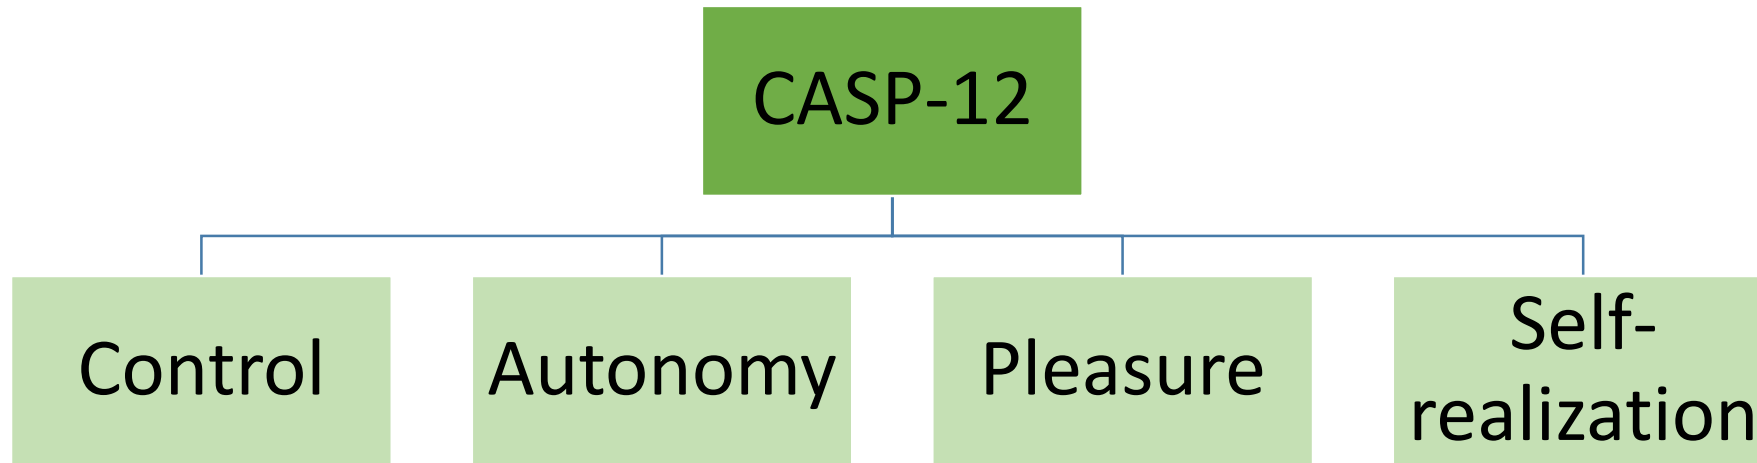 CASP-12
Control
Autonomy
Pleasure
Self-
realization